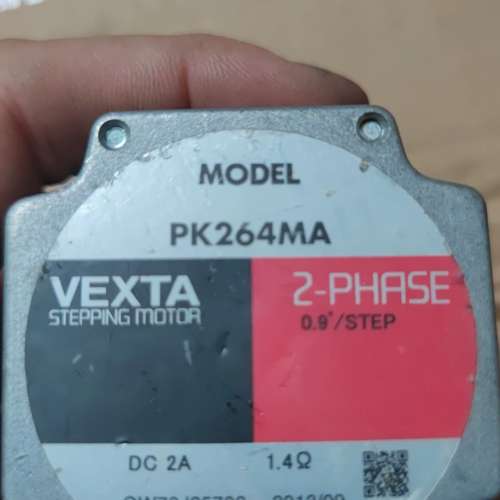 MODEL
PK264MA
VEXTA
STEPPING MOTOR
2-PHASE
0.9°/STEP
DC 2A 1.4Ω